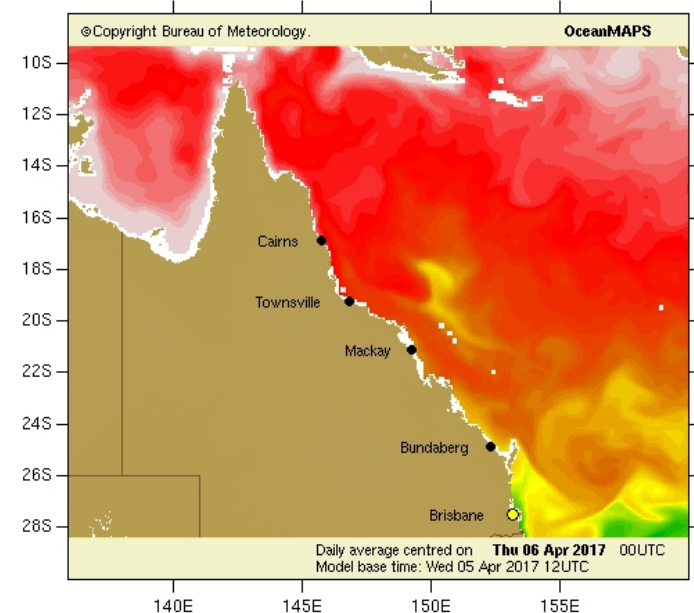 ©Copyright Bureau of Meteorology. OceanMAPS
10S
12S
14S
16S
Cairns
18S
Townsville
20S
Mackay
22S
24S
Bundaberg
26S
Brisbane
28S
Daily average centred on Thu 06 Apr 2017 00UTC
Model base time: Wed 05 Apr 2017 12UTC
140E 145E 150E 155E